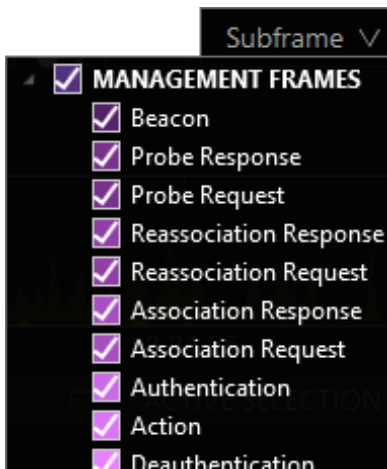 Subframe
MANAGEMENT FRAMES
Beacon
Probe Response
Probe Request
Reassociation Response
Reassociation Request
Association Response
Association Request
Authentication
Action
Deauthentication